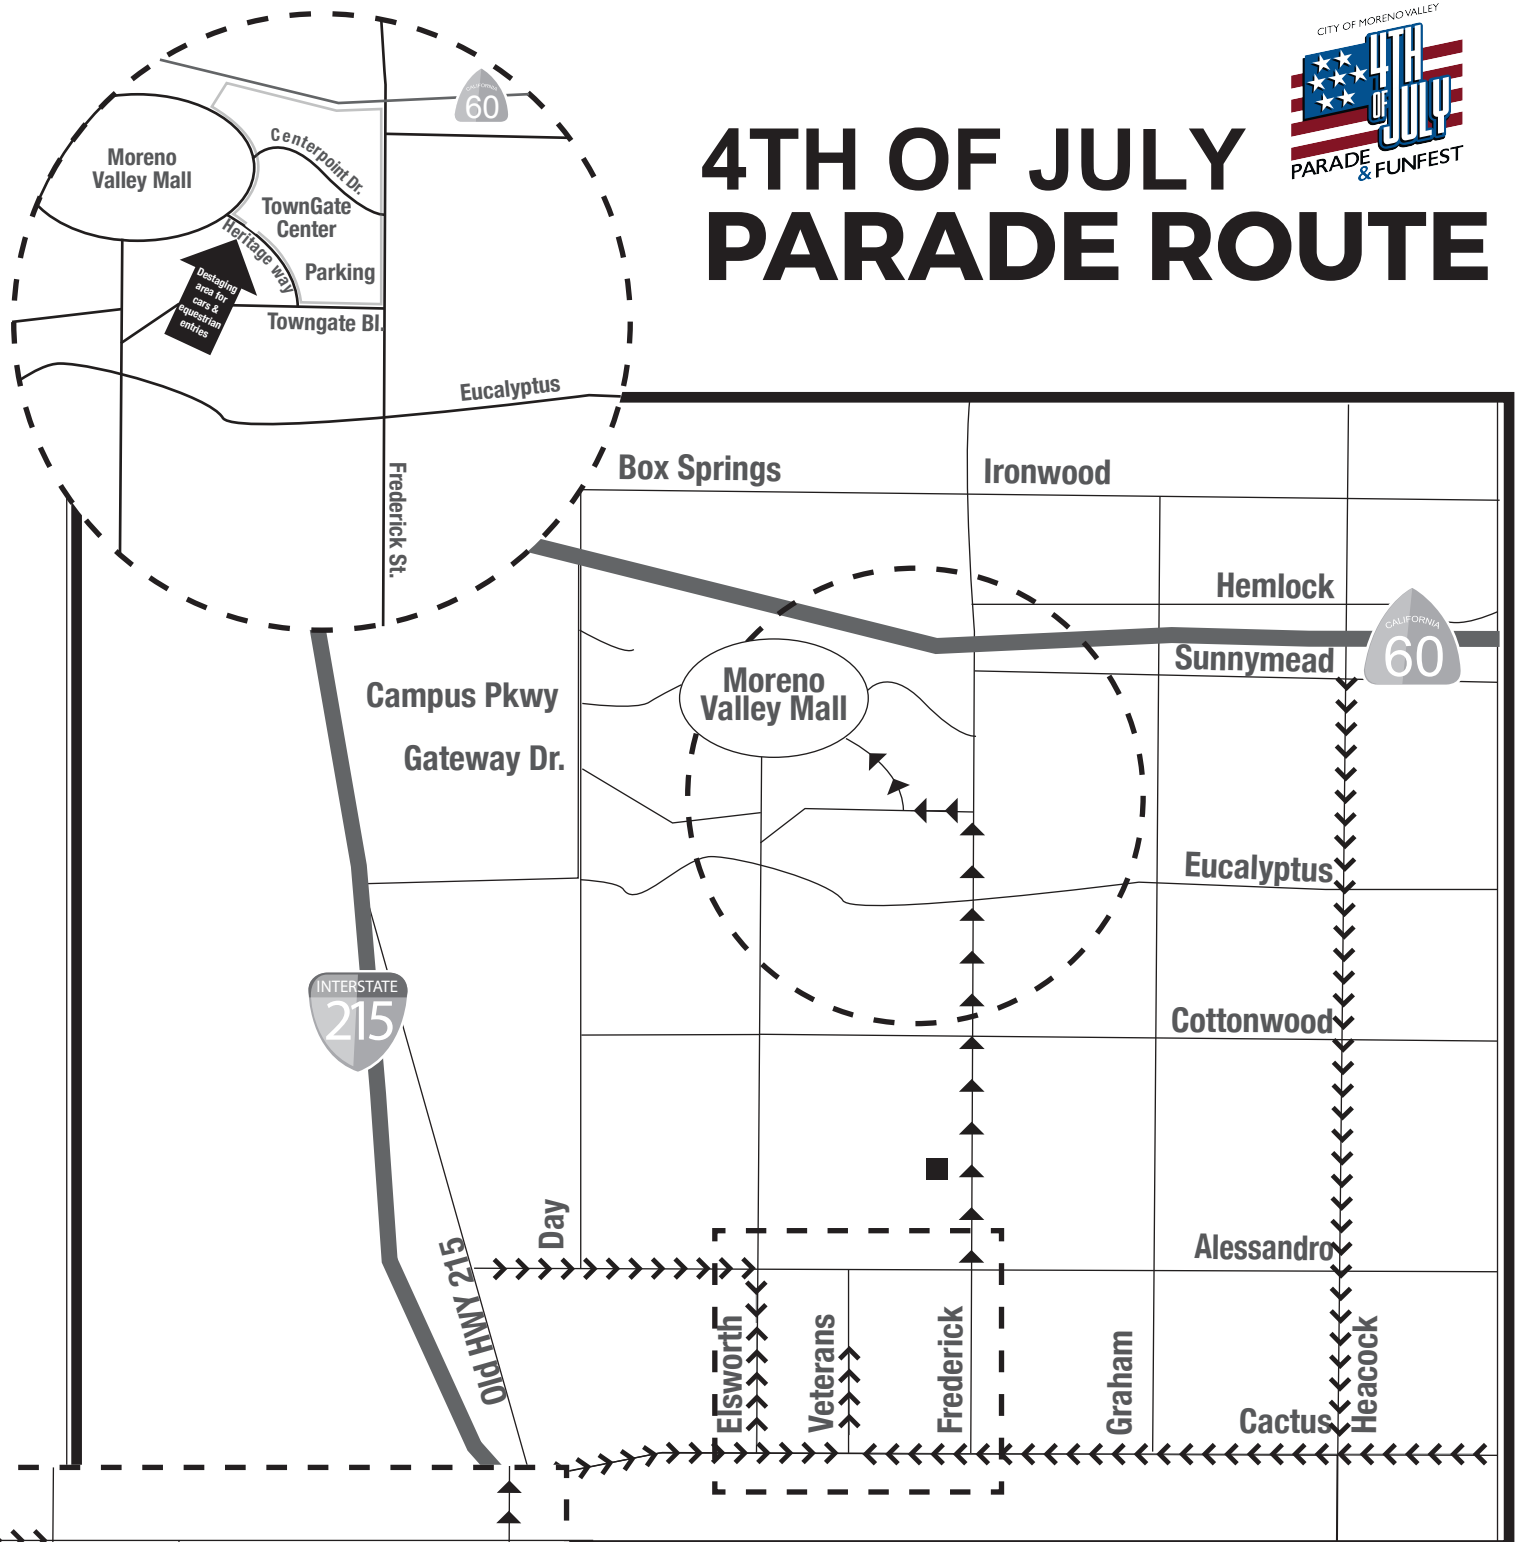 CITY OF MORENO VALLEY
4TH
OF
JULY
PARADE
& FUNFEST
4TH OF JULY
PARADE ROUTE
CALIFORNIA
60
Moreno
Valley Mall
Centerpoint Dr.
TownGate
Center
Heritage way
Parking
Destaging
area for
cars &
equestrian
entries
Towngate Bl.
Eucalyptus
Frederick St.
Box Springs
Ironwood
Hemlock
CALIFORNIA
60
Sunnymead
Moreno
Valley Mall
Campus Pkwy
Gateway Dr.
Eucalyptus
INTERSTATE
215
Cottonwood
Day
Alessandro
Old HWY 215
Elsworth
Veterans
Frederick
Graham
Cactus
Heacock